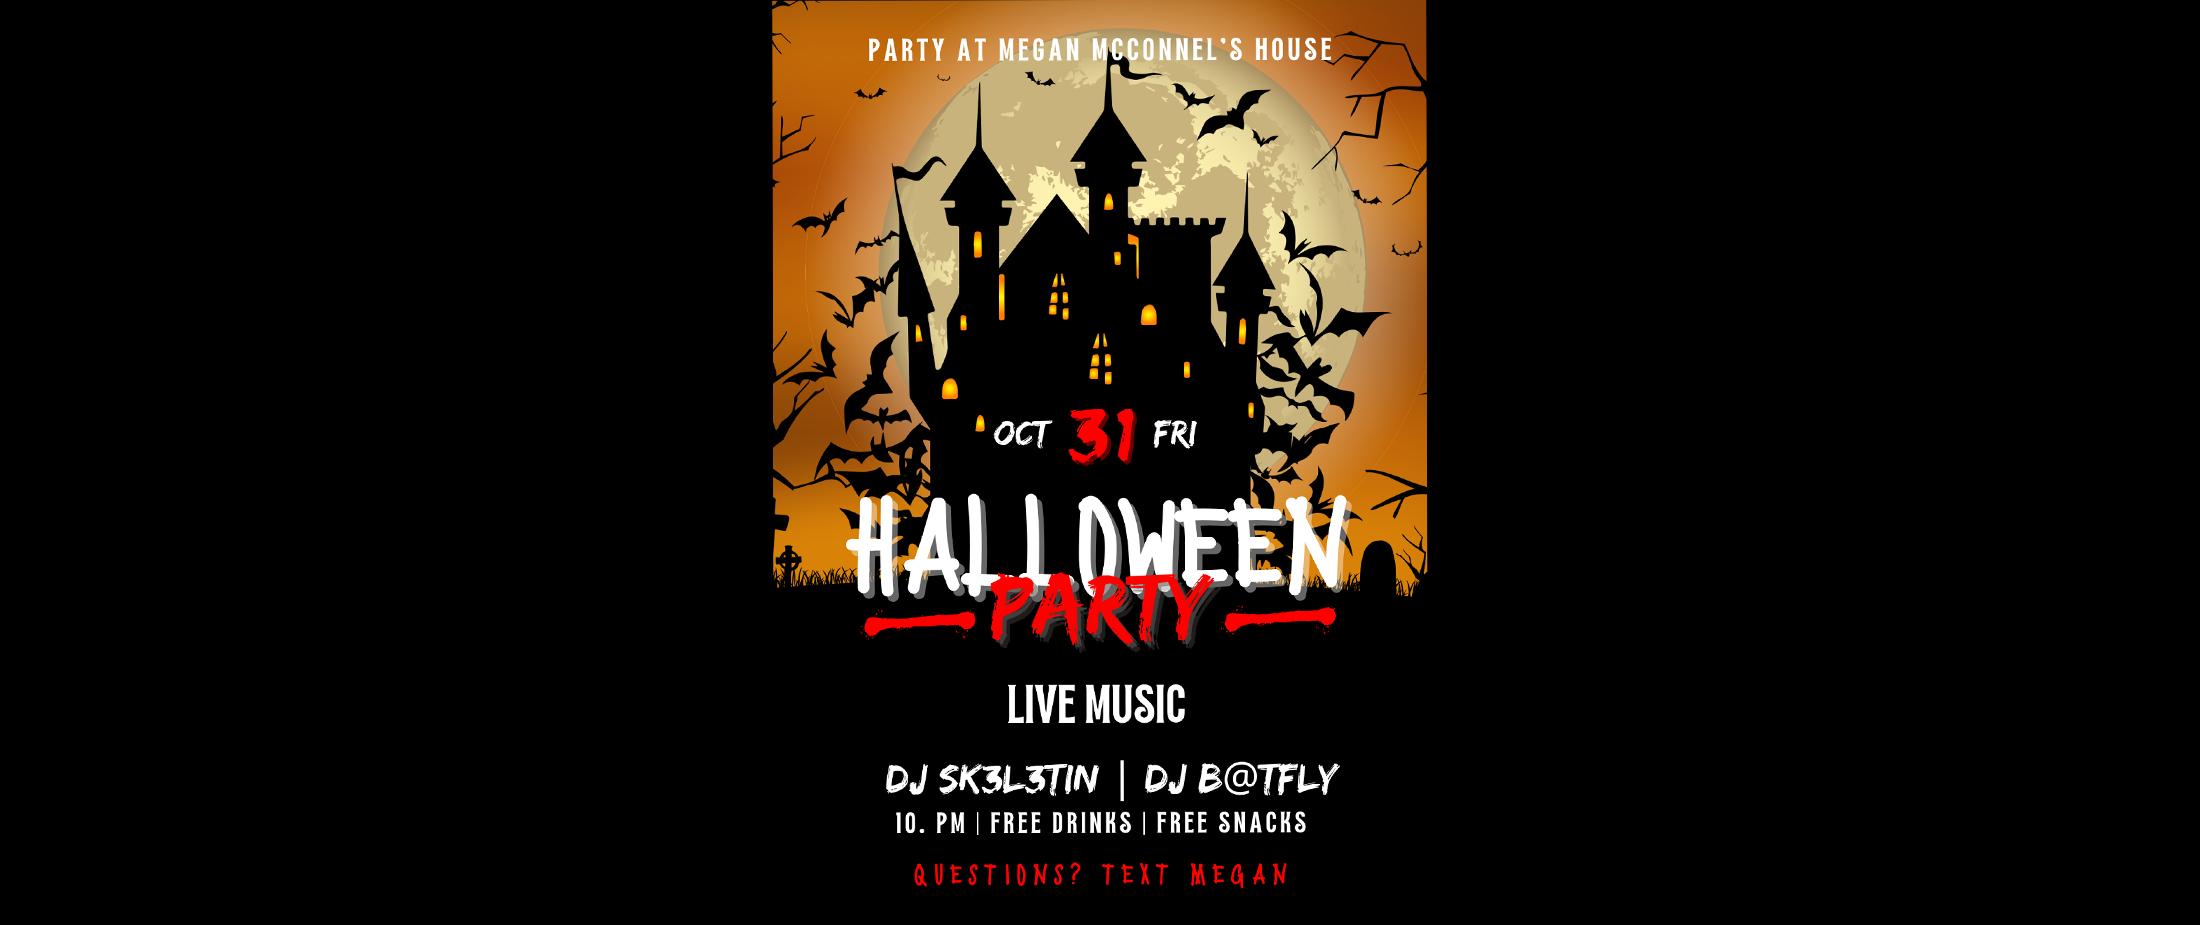 PARTY AT MEGAN MCCONNEL'S HOUSE
OCT 31 FRI
HALLOWEEN
PARTY
LIVE MUSIC
DJ SK3L3TIN | DJ B@TFLY
10. PM | FREE DRINKS | FREE SNACKS
QUESTIONS? TEXT MEGAN